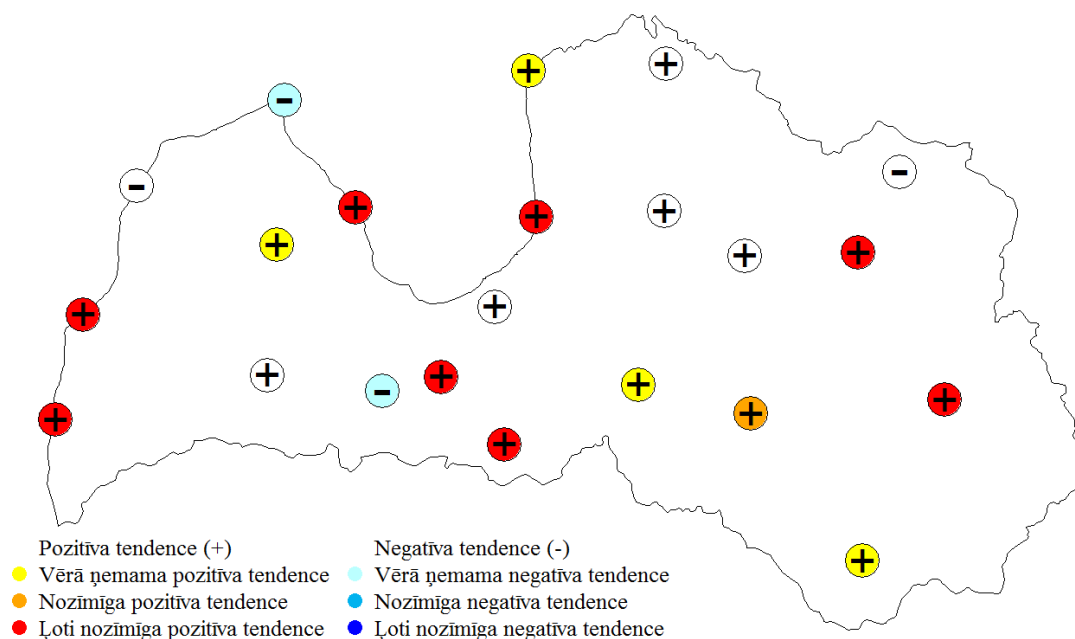 Pozitīva tendence (+)
Vērā ņemama pozitīva tendence
Nozīmīga pozitīva tendence
Ļoti nozīmīga pozitīva tendence
Negatīva tendence (-)
Vērā ņemama negatīva tendence
Nozīmīga negatīva tendence
Ļoti nozīmīga negatīva tendence